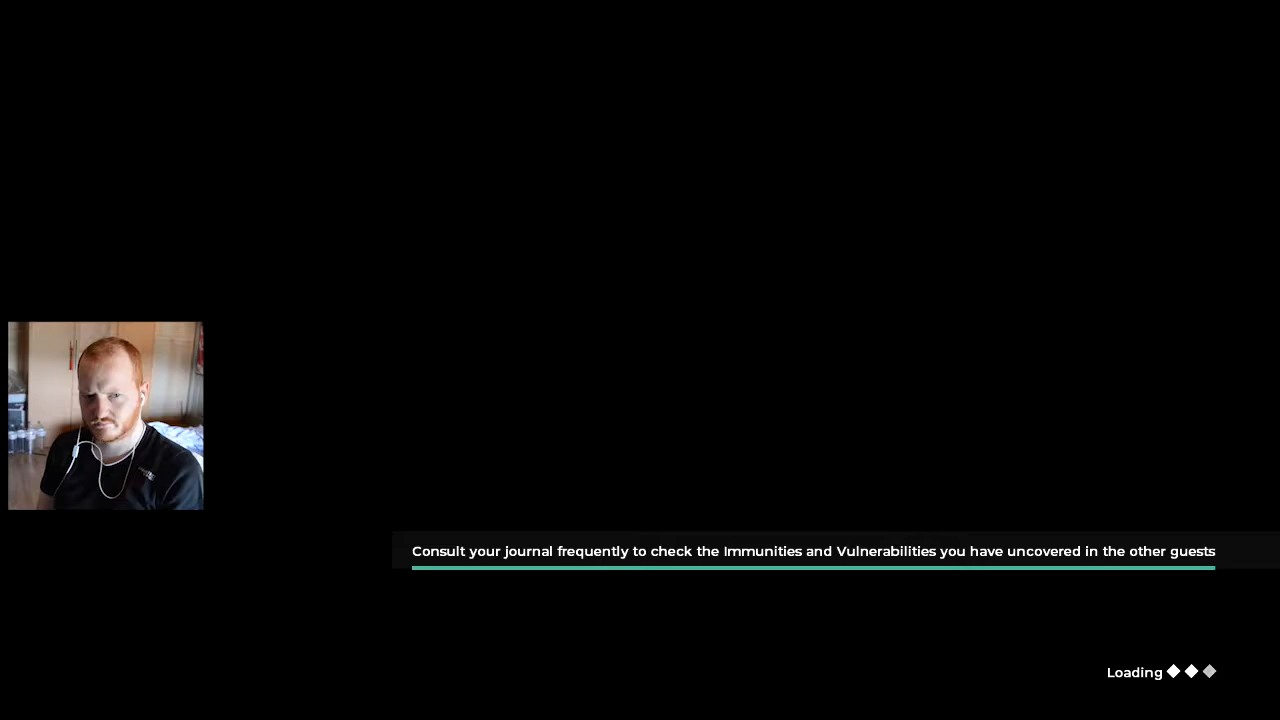 Consult your journal frequently to check the Immunities and Vulnerabilities you have uncovered in the other guests
Loading